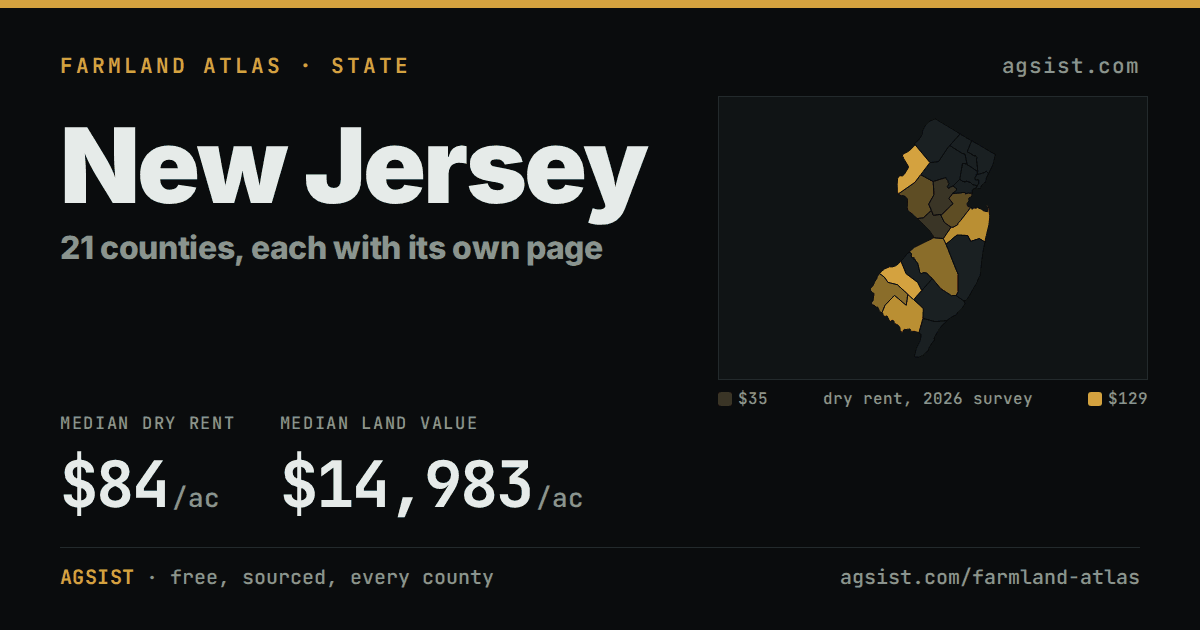 FARMLAND ATLAS · STATE
agsist.com
New Jersey
21 counties, each with its own page
$35
dry rent, 2026 survey
$129
MEDIAN DRY RENT
MEDIAN LAND VALUE
$84/ac
$14,983/ac
AGSIST · free, sourced, every county
agsist.com/farmland-atlas